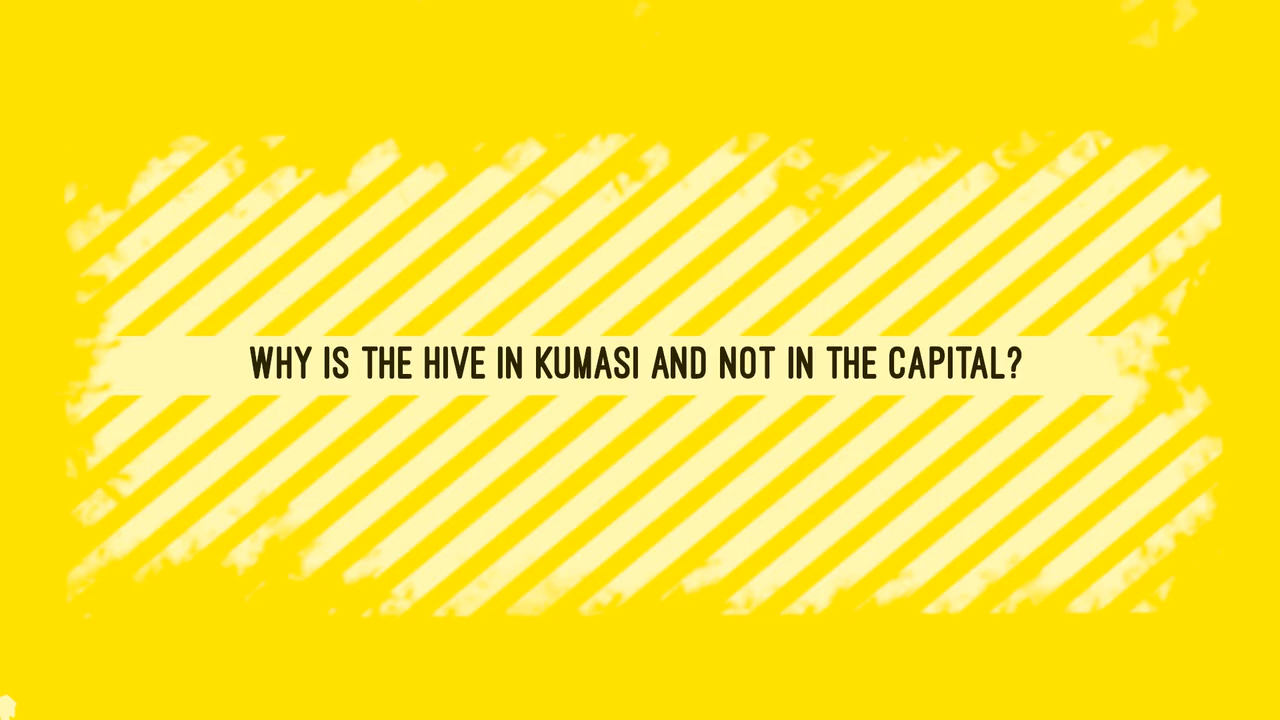 WHY IS THE HIVE IN KUMASI AND NOT IN THE CAPITAL?